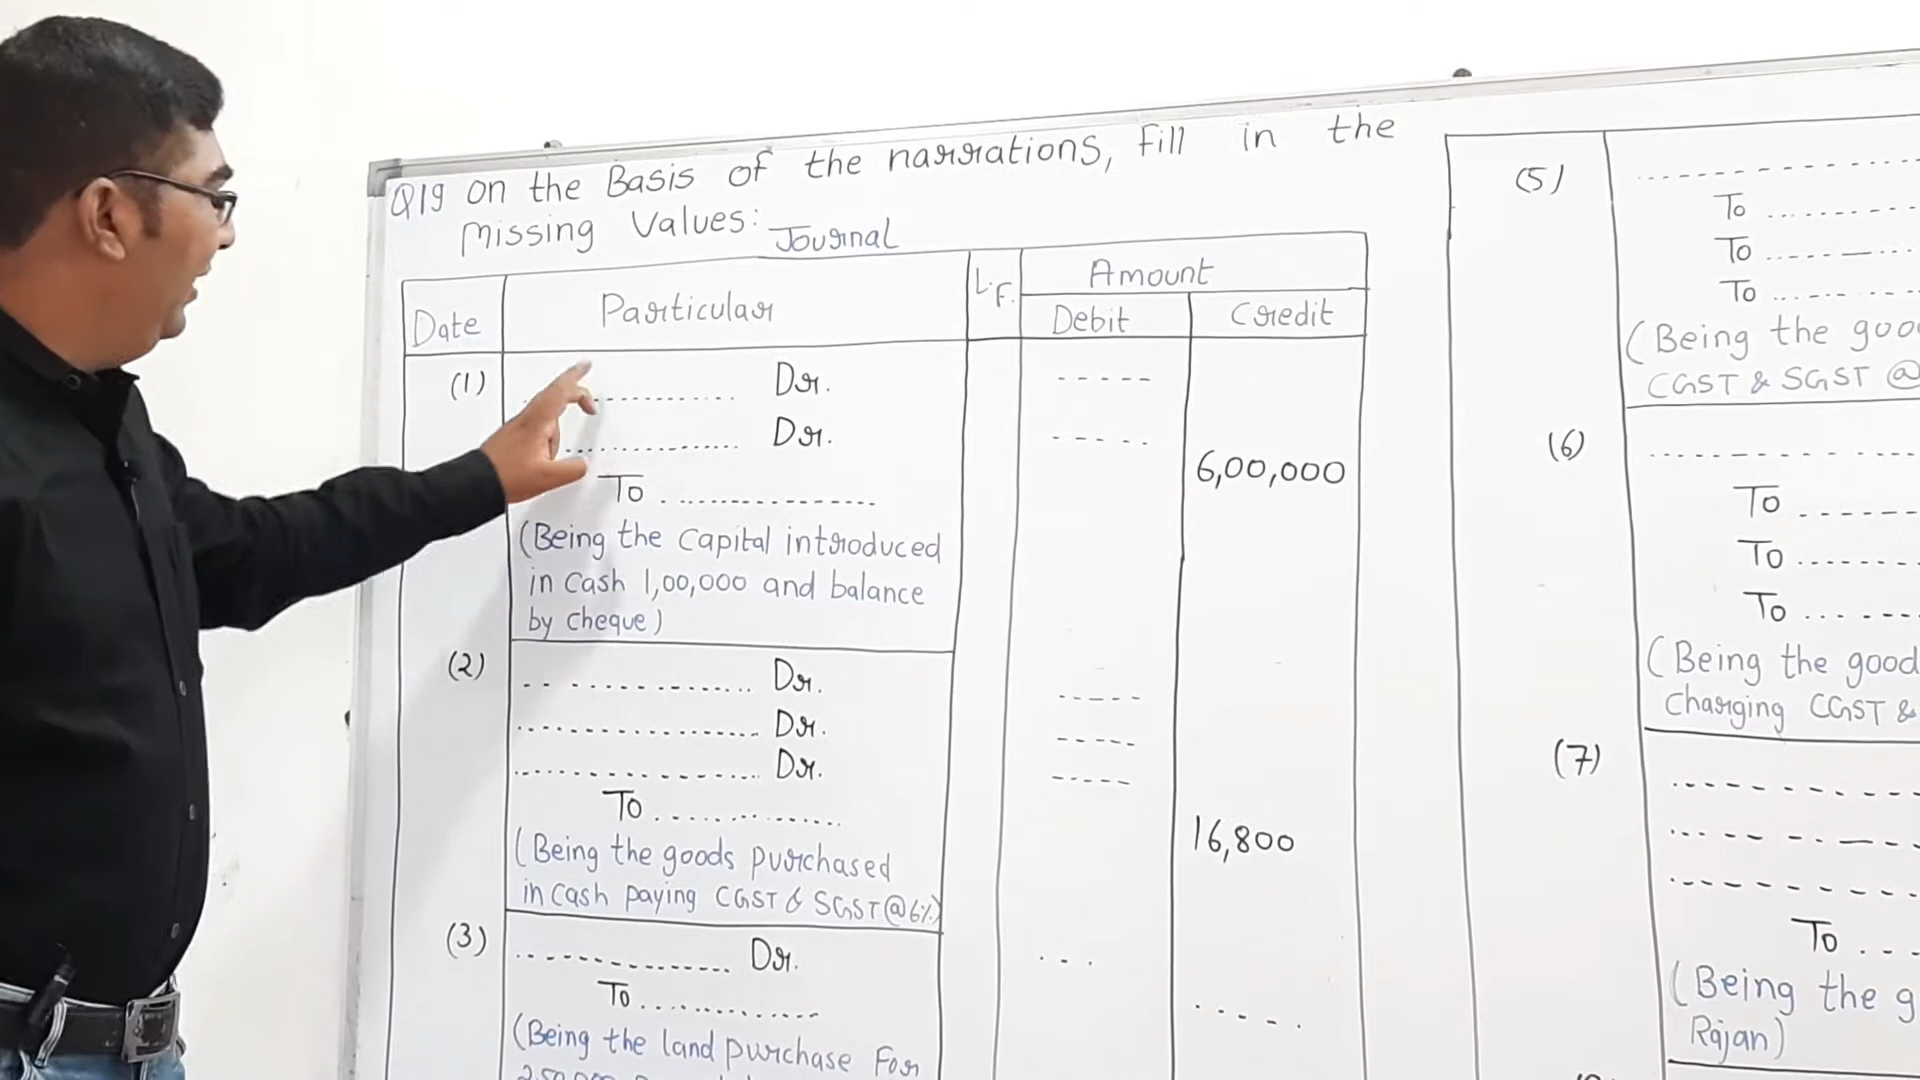 Q19 On the Basis of the narrations, Fill in the
Missing Values:
Journal
Date Particular L.F. Amount
Debit Credit
(1) .............. Dr. -----
.............. Dr. -----
To ................. 6,00,000
(Being the Capital introduced
in Cash 1,00,000 and balance
by Cheque)
(2) .................. Dr. -----
.................. Dr. -----
.................. Dr. -----
To ............... 16,800
(Being the goods purchased
in Cash paying CGST & SGST @ 6%)
(3) ................ Dr. ...
To .............. .....
(Being the land purchase For
(5) ---------------
To ...........
To ...........
To ...........
(Being the
CGST & SGST @
(6) ---------------
To ........
To ........
To ........
(Being the
Charging CGST &
(7) ---------------
---------------
---------------
To ...
(Being the
Rajan)